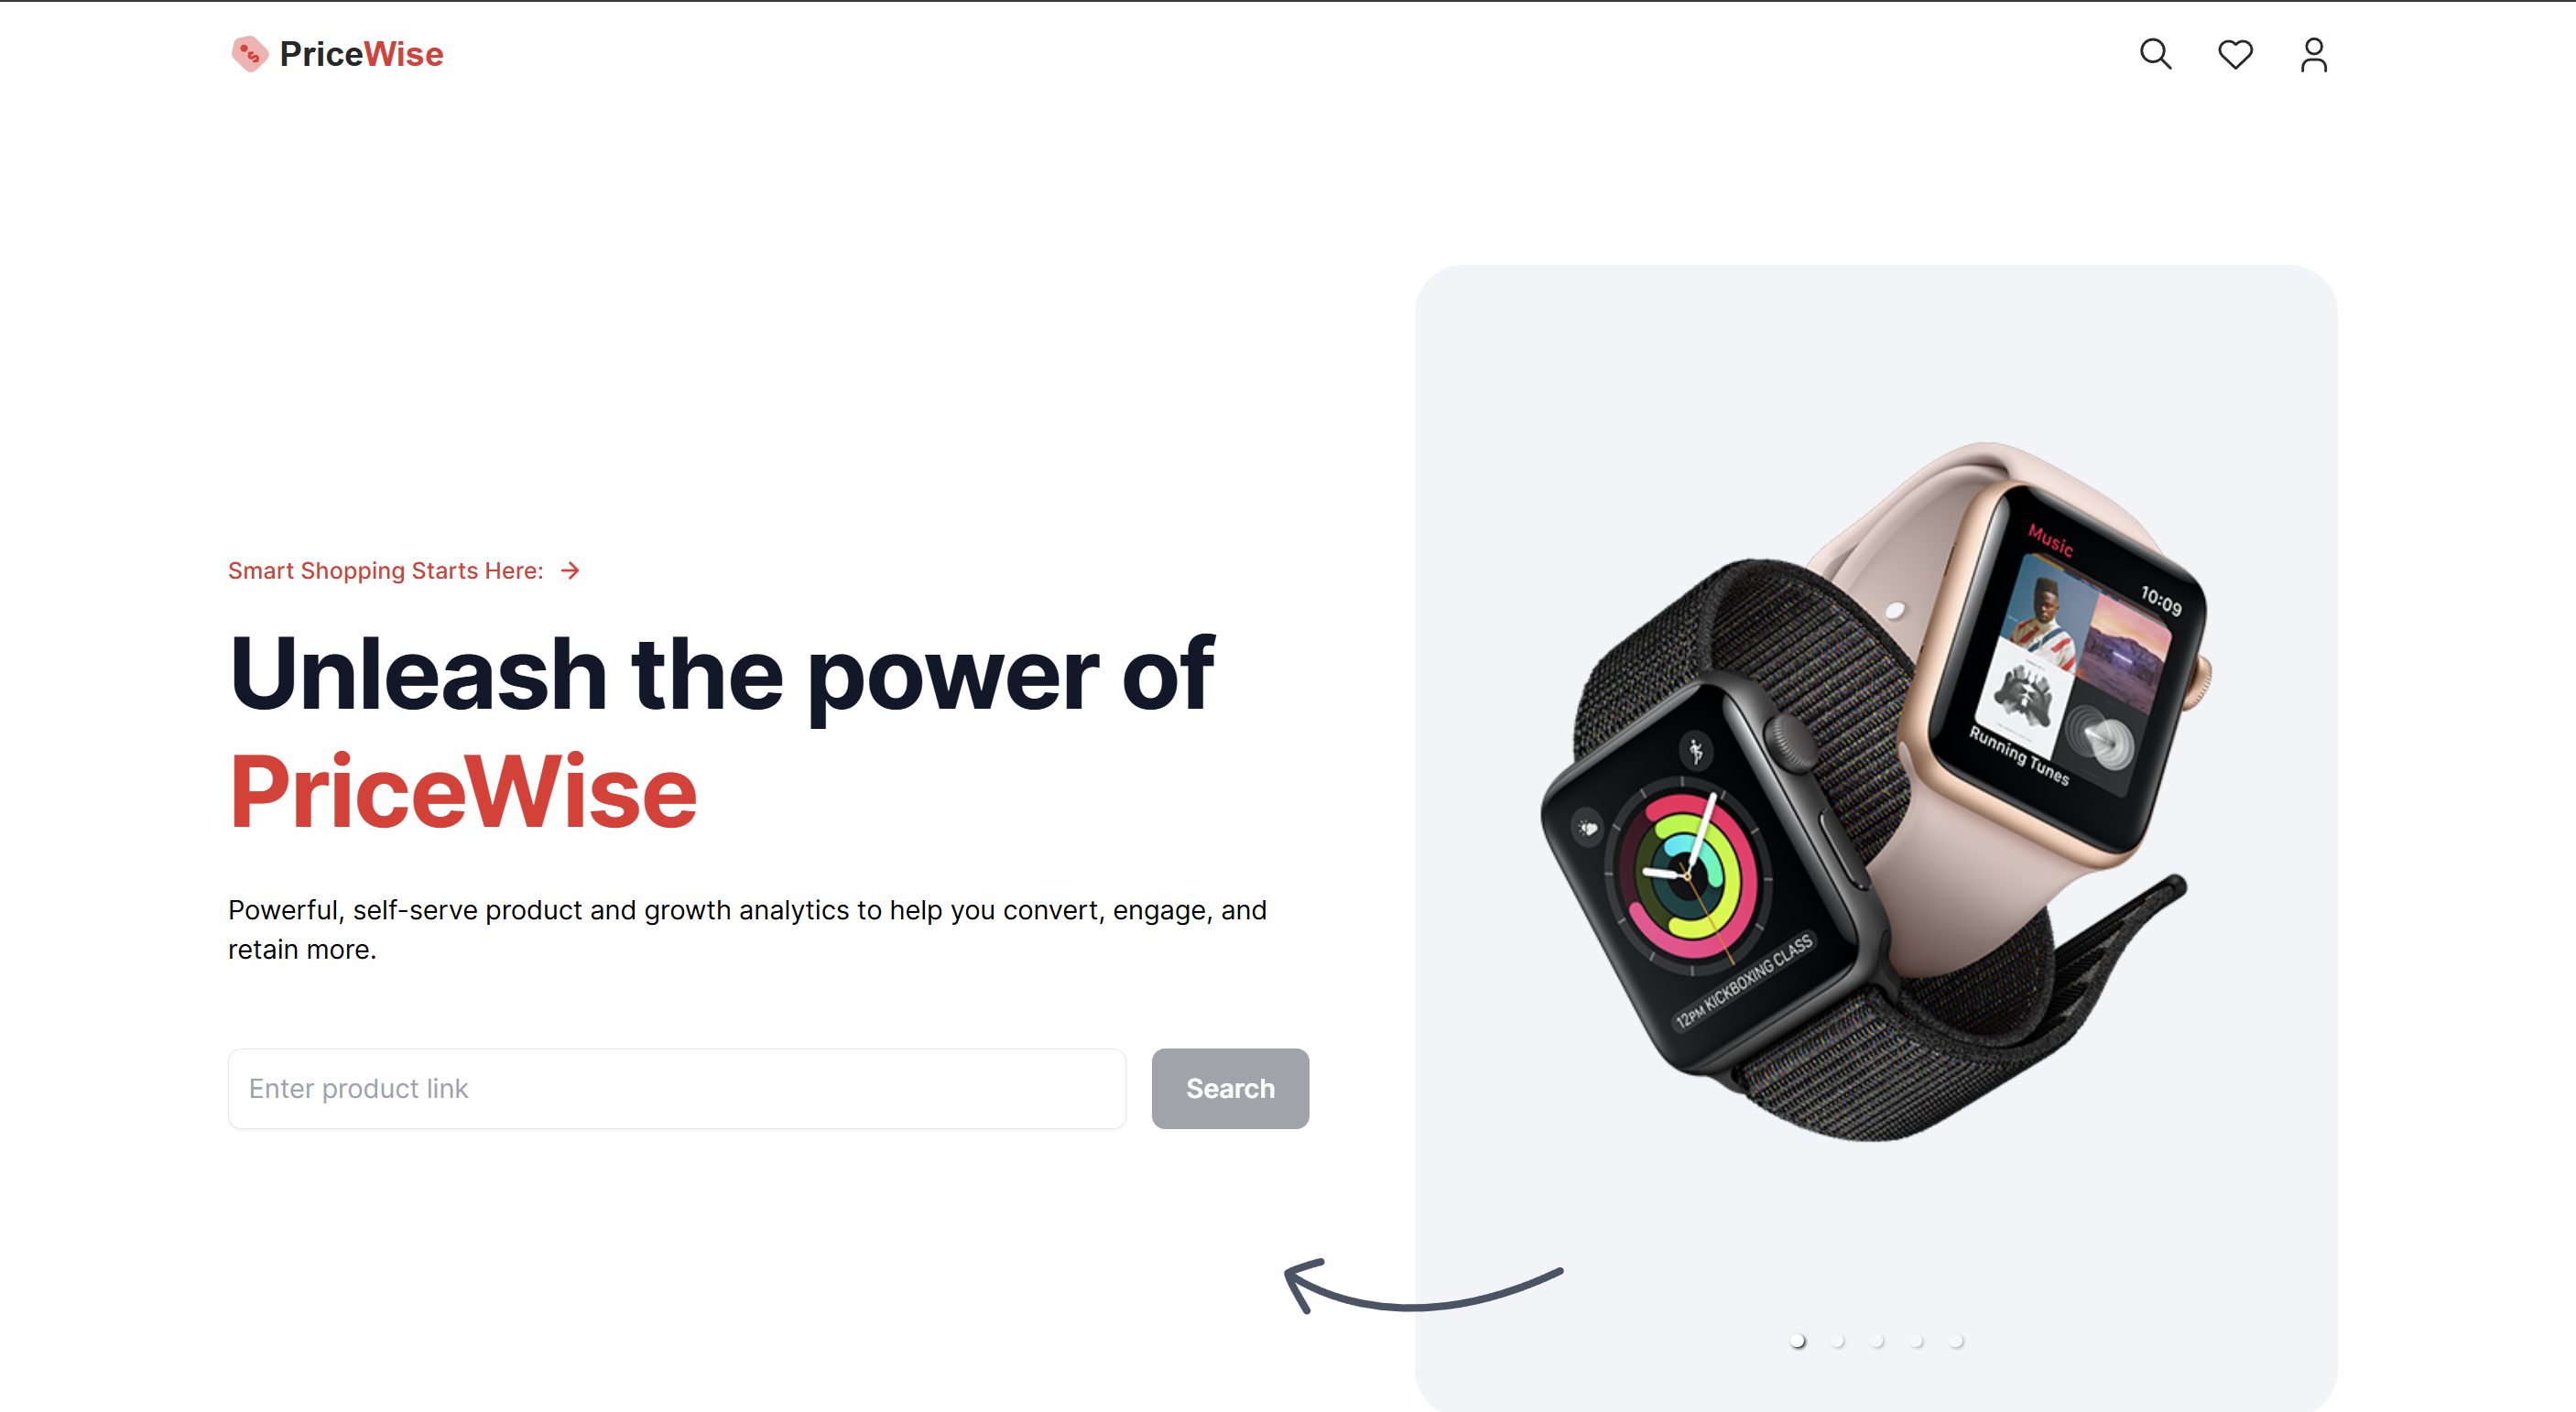 PriceWise
Smart Shopping Starts Here:
Unleash the power of
PriceWise
Powerful, self-serve product and growth analytics to help you convert, engage, and
retain more.
Enter product link
Search
Music
10:09
Running Tunes
12PM KICKBOXING CLASS